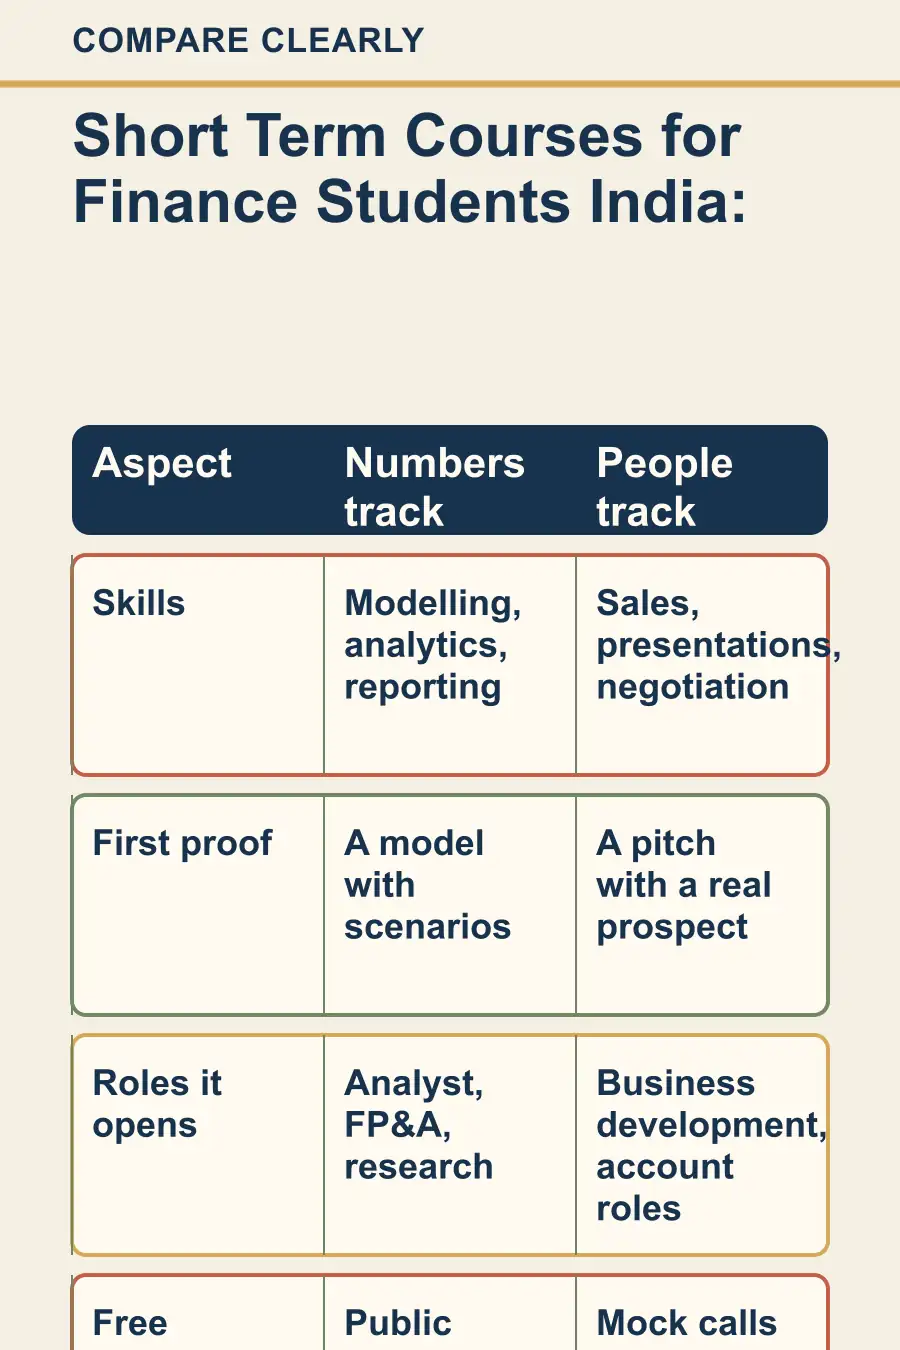 COMPARE CLEARLY
Short Term Courses for
Finance Students India:
Aspect
Numbers
track
People
track
Skills
Modelling,
analytics,
reporting
Sales,
presentations,
negotiation
First proof
A model
with
scenarios
A pitch
with a real
prospect
Roles it
opens
Analyst,
FP&A,
research
Business
development,
account
roles
Free
Public
Mock calls